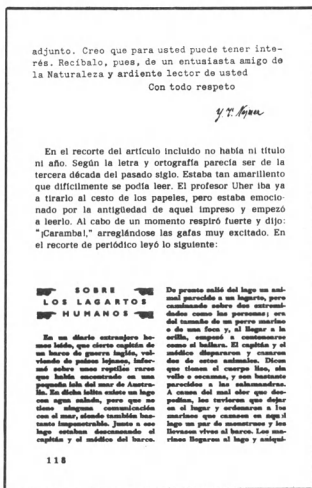 adjunto. Creo que para usted puede tener inte-
rés. Recíbalo, pues, de un entusiasta amigo de
la Naturaleza y ardiente lector de usted
Con todo respeto
En el recorte del artículo incluido no había ni título
ni año. Según la letra y ortografía parecía ser de la
tercera década del pasado siglo. Estaba tan amarillento
que difícilmente se podía leer. El profesor Uher iba ya
a tirarlo al cesto de los papeles, pero estaba emocio-
nado por la antigüedad de aquel impreso y empezó
a leerlo. Al cabo de un momento respiró fuerte y dijo:
"¡Caramba!," arreglándose las gafas muy excitado. En
el recorte de periódico leyó lo siguiente:
SOBRE
LOS LAGARTOS
HUMANOS
En un diario extranjero he-
mos leído, que cierto capitán de
un barco de guerra inglés, vol-
viendo de países lejanos, infor-
mó sobre unos reptiles raros
que había encontrado en una
pequeña isla del mar de Austra-
lia. En dicha islita existe un lago
con agua salada, pero que no
tiene ninguna comunicación
con el mar, siendo también bas-
tante impenetrable. Junto a ese
lago estaban descansando el
capitán y el médico del barco.
De pronto salió del lago un ani-
mal parecido a un lagarto, pero
caminando sobre dos extremi-
dades como las personas; era
del tamaño de un perro marino
o de una foca y, al llegar a la
orilla, empezó a contonearse
como si bailara. El capitán y el
médico dispararon y cazaron
dos de estos animales. Dicen
que tienen el cuerpo liso, sin
vello o escamas, y son bastante
parecidos a las salamandras.
A causa del mal olor que des-
pedían, los tuvieron que dejar
en el lugar y ordenaron a los
marinos que cazasen en aquel
lago un par de monstruos y los
llevasen vivos al barco. Los ma-
rinos llegaron al lago y aniqui-
118